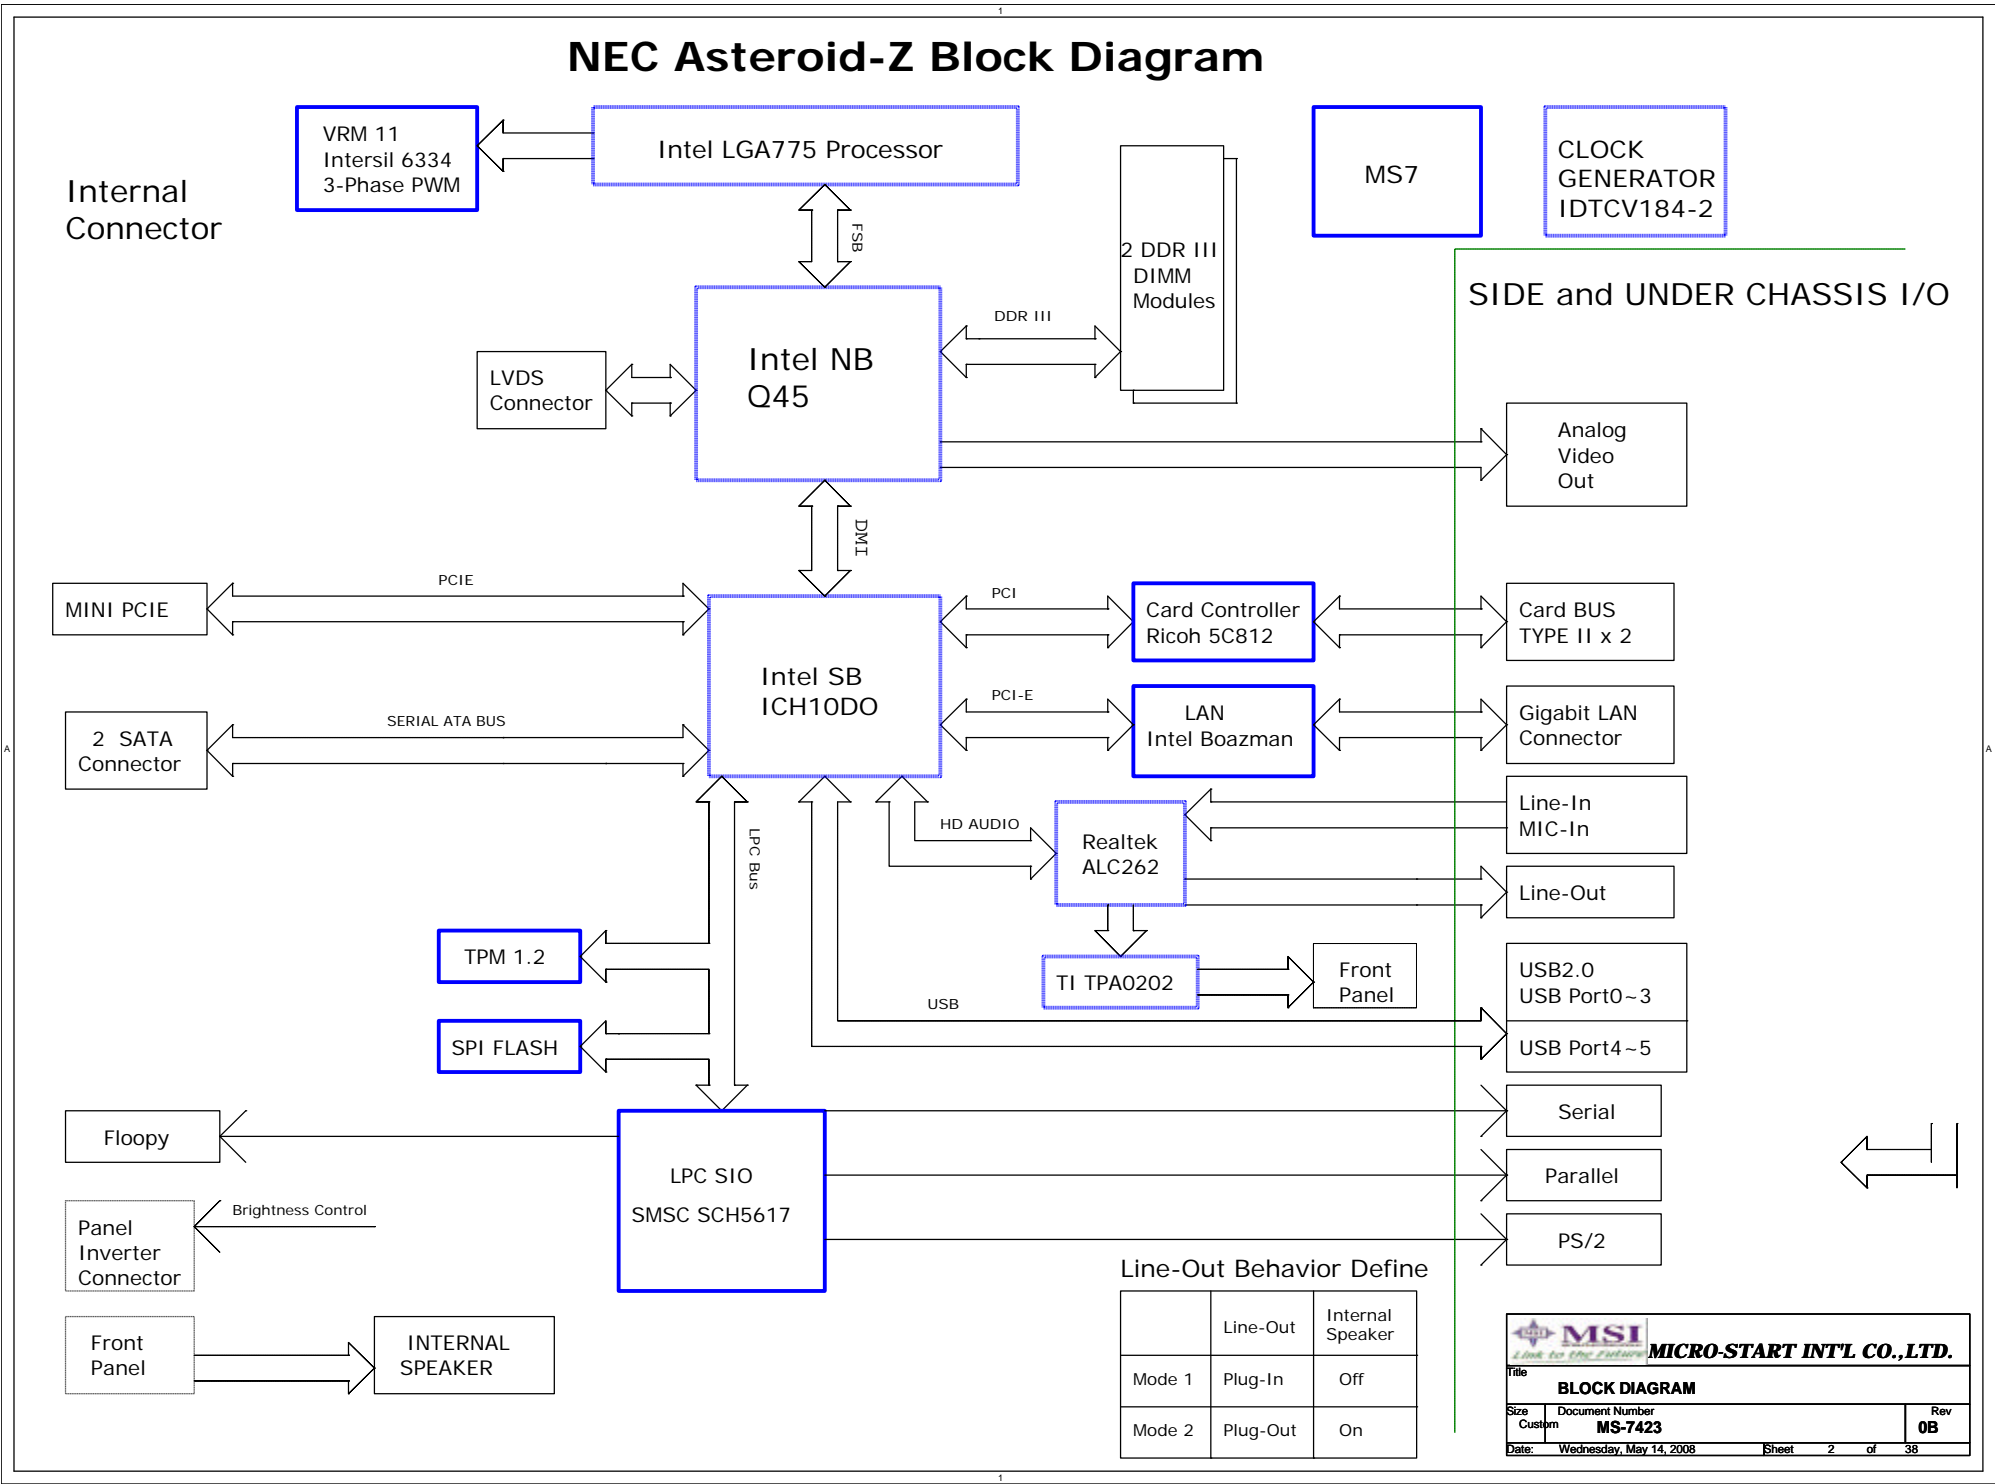 1
NEC Asteroid-Z Block Diagram
VRM 11
Intersil 6334
3-Phase PWM
Intel LGA775 Processor
MS7
CLOCK
GENERATOR
IDTCV184-2
Internal
Connector
FSB
2 DDR III
DIMM
Modules
SIDE and UNDER CHASSIS I/O
DDR III
Intel NB
Q45
LVDS
Connector
Analog
Video
Out
DMI
MINI PCIE
PCIE
PCI
Card Controller
Ricoh 5C812
Card BUS
TYPE II x 2
Intel SB
ICH10DO
PCI-E
LAN
Intel Boazman
Gigabit LAN
Connector
2 SATA
Connector
SERIAL ATA BUS
A
A
Line-In
MIC-In
HD AUDIO
Realtek
ALC262
LPC Bus
Line-Out
TPM 1.2
TI TPA0202
Front
Panel
USB2.0
USB Port0~3
USB
USB Port4~5
SPI FLASH
Floopy
Serial
LPC SIO
SMSC SCH5617
Parallel
Brightness Control
Panel
Inverter
Connector
PS/2
Front
Panel
INTERNAL
SPEAKER
Line-Out Behavior Define
Line-Out
Internal
Speaker
Mode 1
Plug-In
Off
Mode 2
Plug-Out
On
MSI
Link to the Future
MICRO-START INT'L CO.,LTD.
Title
BLOCK DIAGRAM
Size
Document Number
Rev
Custom
MS-7423
0B
Date:
Wednesday, May 14, 2008
Sheet
2
of
38
1